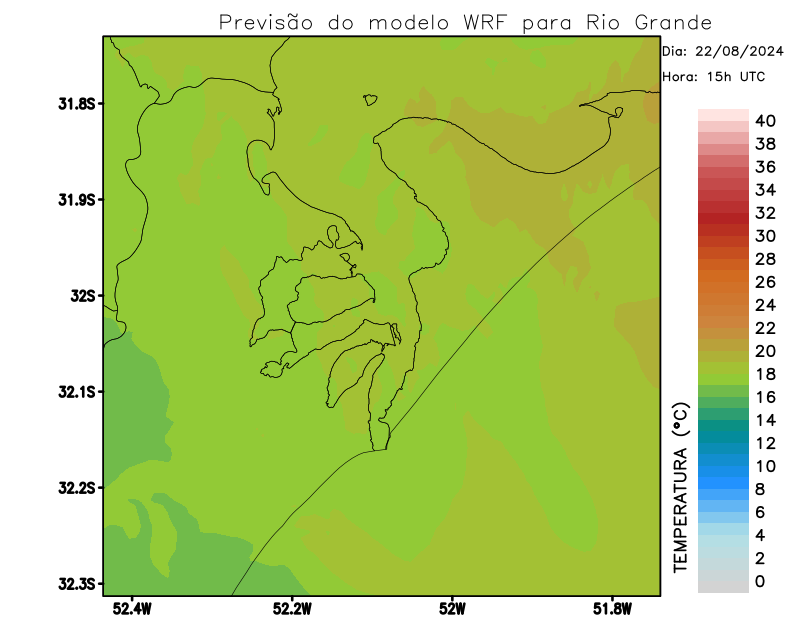 Previsão do modelo WRF para Rio Grande
Dia: 22/08/2024
Hora: 15h UTC
31.8S
31.9S
32S
32.1S
32.2S
32.3S
52.4W
52.2W
52W
51.8W
TEMPERATURA (°C)
40
38
36
34
32
30
28
26
24
22
20
18
16
14
12
10
8
6
4
2
0